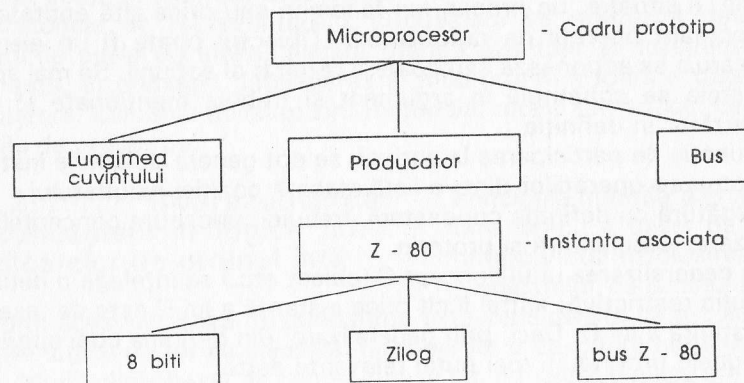 Microprocesor - Cadru prototip
Lungimea
cuvintului
Producator
Bus
Z - 80 - Instanta asociata
8 biti
Zilog
bus Z - 80